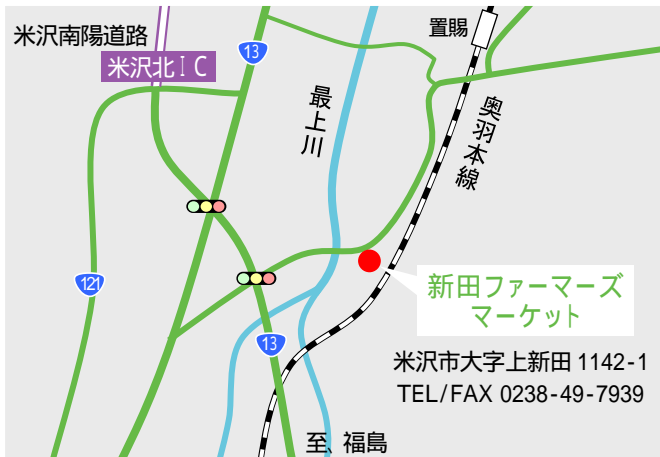 米沢南陽道路
米沢北IC
13
置賜
最上川
奥羽本線
121
13
新田ファーマーズ
マーケット
米沢市大字上新田 1142-1
TEL/FAX 0238-49-7939
至、福島